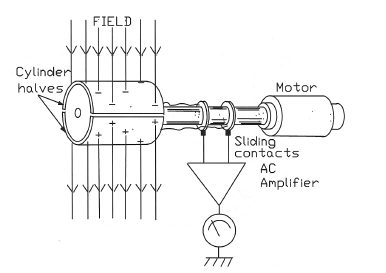 FIELD
Cylinder
halves
Motor
Sliding
contacts
AC
Amplifier